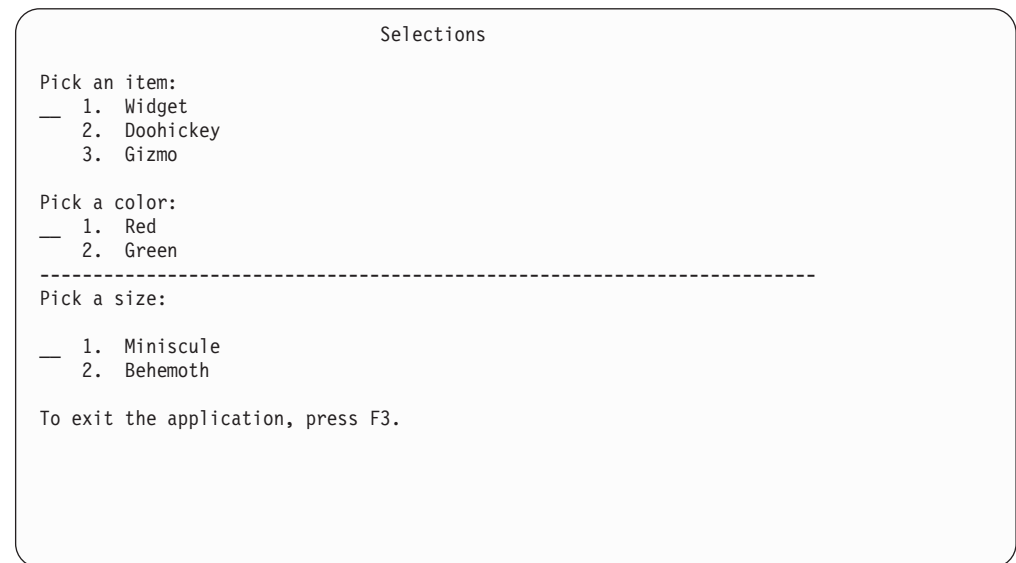 Selections
Pick an item:
__ 1. Widget
2. Doohickey
3. Gizmo
Pick a color:
__ 1. Red
2. Green
-------------------------------------------------------------------------
Pick a size:
__ 1. Miniscule
2. Behemoth
To exit the application, press F3.